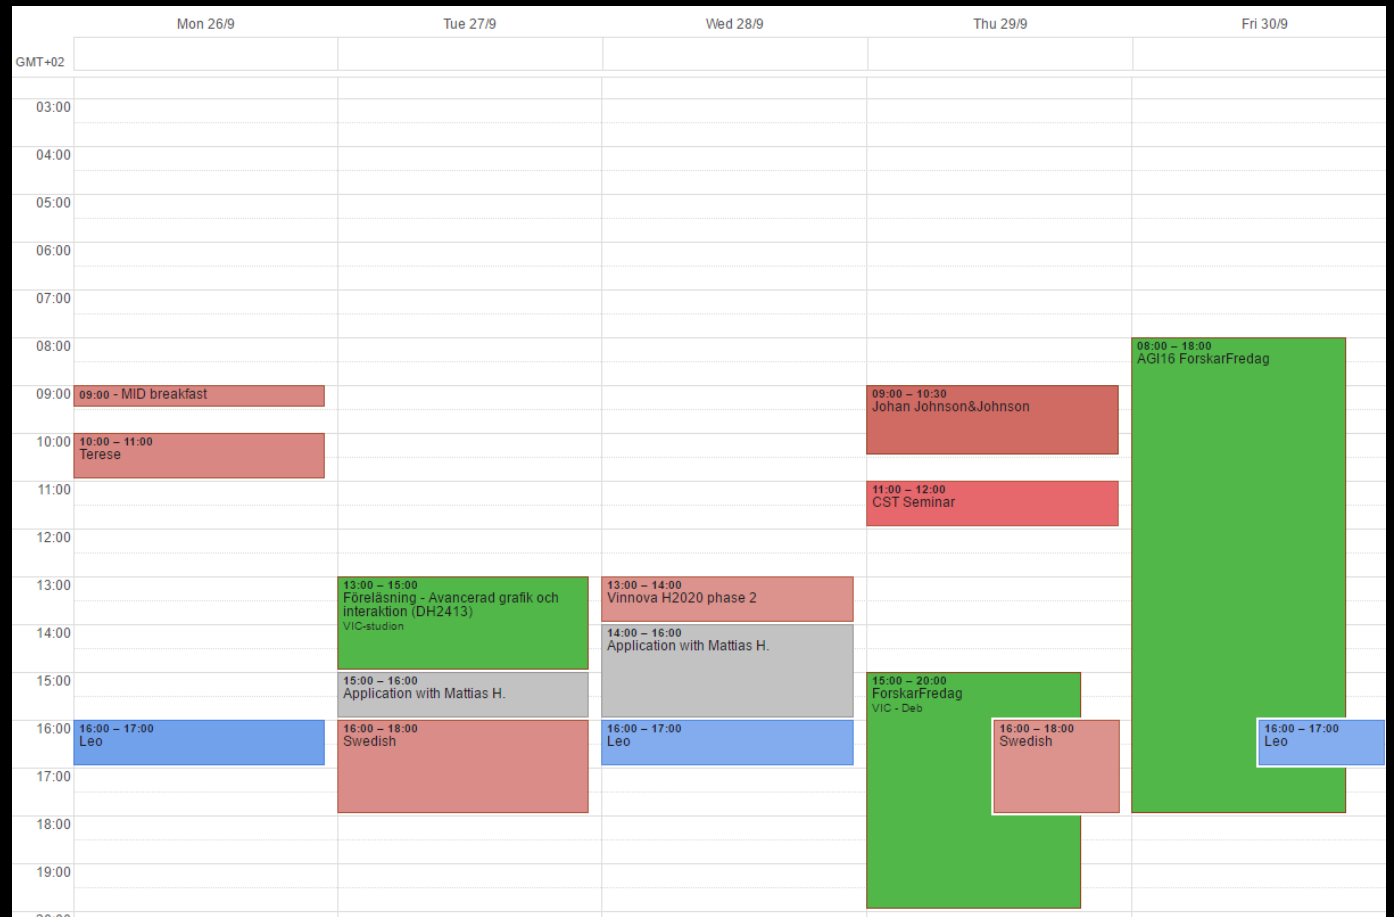 Mon 26/9
Tue 27/9
Wed 28/9
Thu 29/9
Fri 30/9
GMT+02
03:00
04:00
05:00
06:00
07:00
08:00
09:00
10:00
11:00
12:00
13:00
14:00
15:00
16:00
17:00
18:00
19:00
20:00
09:00 - MID breakfast
10:00 – 11:00
Terese
16:00 – 17:00
Leo
13:00 – 15:00
Föreläsning - Avancerad grafik och
interaktion (DH2413)
VIC-studion
15:00 – 16:00
Application with Mattias H.
16:00 – 18:00
Swedish
13:00 – 14:00
Vinnova H2020 phase 2
14:00 – 16:00
Application with Mattias H.
16:00 – 17:00
Leo
09:00 – 10:30
Johan Johnson&Johnson
11:00 – 12:00
CST Seminar
15:00 – 20:00
ForskarFredag
VIC - Deb
16:00 – 18:00
Swedish
08:00 – 18:00
AGI16 ForskarFredag
16:00 – 17:00
Leo